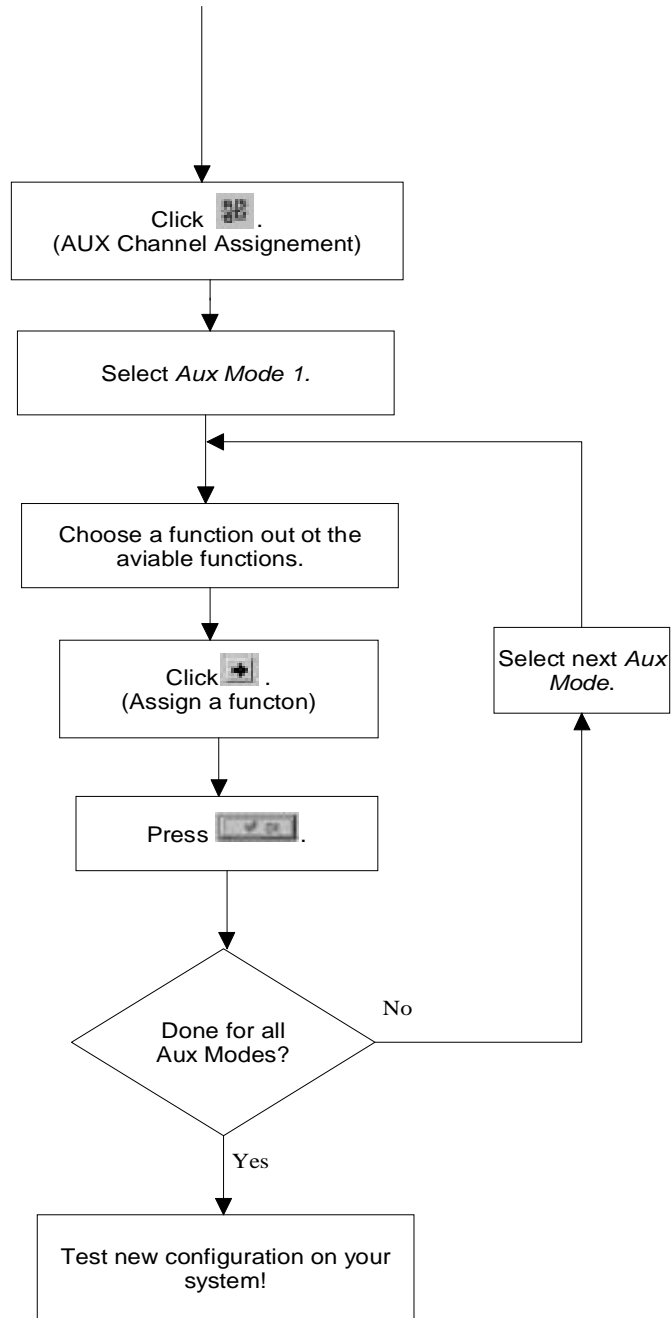 Click .
(AUX Channel Assignement)
Select Aux Mode 1.
Choose a function out ot the
aviable functions.
Click .
(Assign a functon)
Select next Aux
Mode.
Press .
Done for all
Aux Modes?
No
Yes
Test new configuration on your
system!